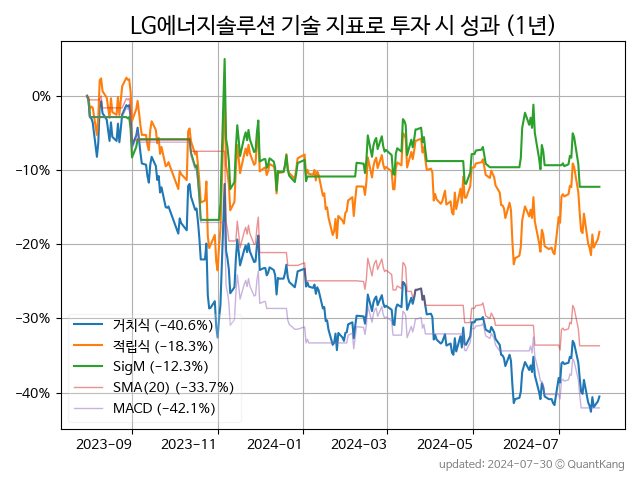 LG에너지솔루션 기술 지표로 투자 시 성과 (1년)
0%
−10%
−20%
−30%
−40%
거치식 (−40.6%)
적립식 (−18.3%)
SigM (−12.3%)
SMA(20) (−33.7%)
MACD (−42.1%)
2023−09 2023−11 2024−01 2024−03 2024−05 2024−07
updated: 2024-07-30 © QuantKang